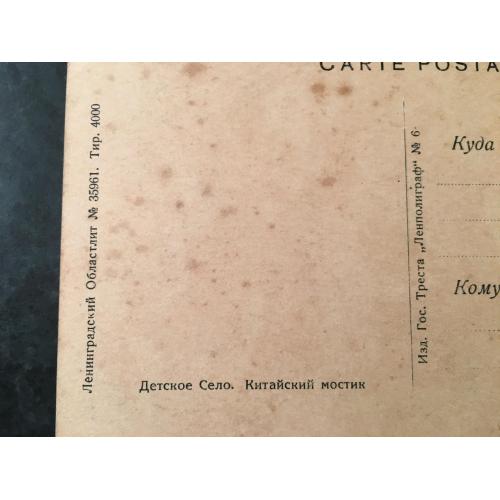 CARTE POSTA
Ленинградский Областлит № 35961. Тир. 4000
Детское Село. Китайский мостик
Изд. Гос. Треста „Ленполиграф“ № 6
Куда
Кому